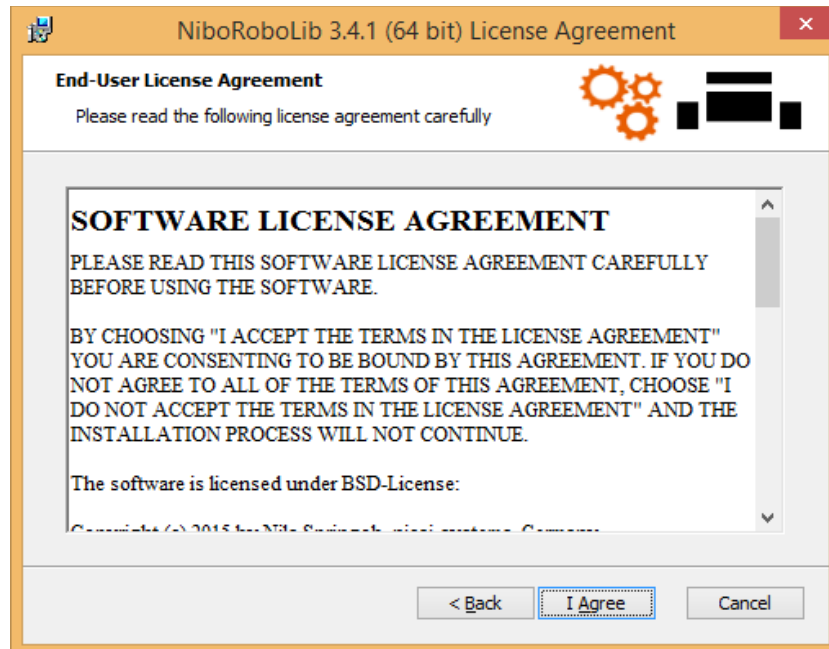 NiboRoboLib 3.4.1 (64 bit) License Agreement
End-User License Agreement
Please read the following license agreement carefully
SOFTWARE LICENSE AGREEMENT
PLEASE READ THIS SOFTWARE LICENSE AGREEMENT CAREFULLY
BEFORE USING THE SOFTWARE.
BY CHOOSING "I ACCEPT THE TERMS IN THE LICENSE AGREEMENT"
YOU ARE CONSENTING TO BE BOUND BY THIS AGREEMENT. IF YOU DO
NOT AGREE TO ALL OF THE TERMS OF THIS AGREEMENT, CHOOSE "I
DO NOT ACCEPT THE TERMS IN THE LICENSE AGREEMENT" AND THE
INSTALLATION PROCESS WILL NOT CONTINUE.
The software is licensed under BSD-License:
Copyright (c) 2015 by
< Back
I Agree
Cancel